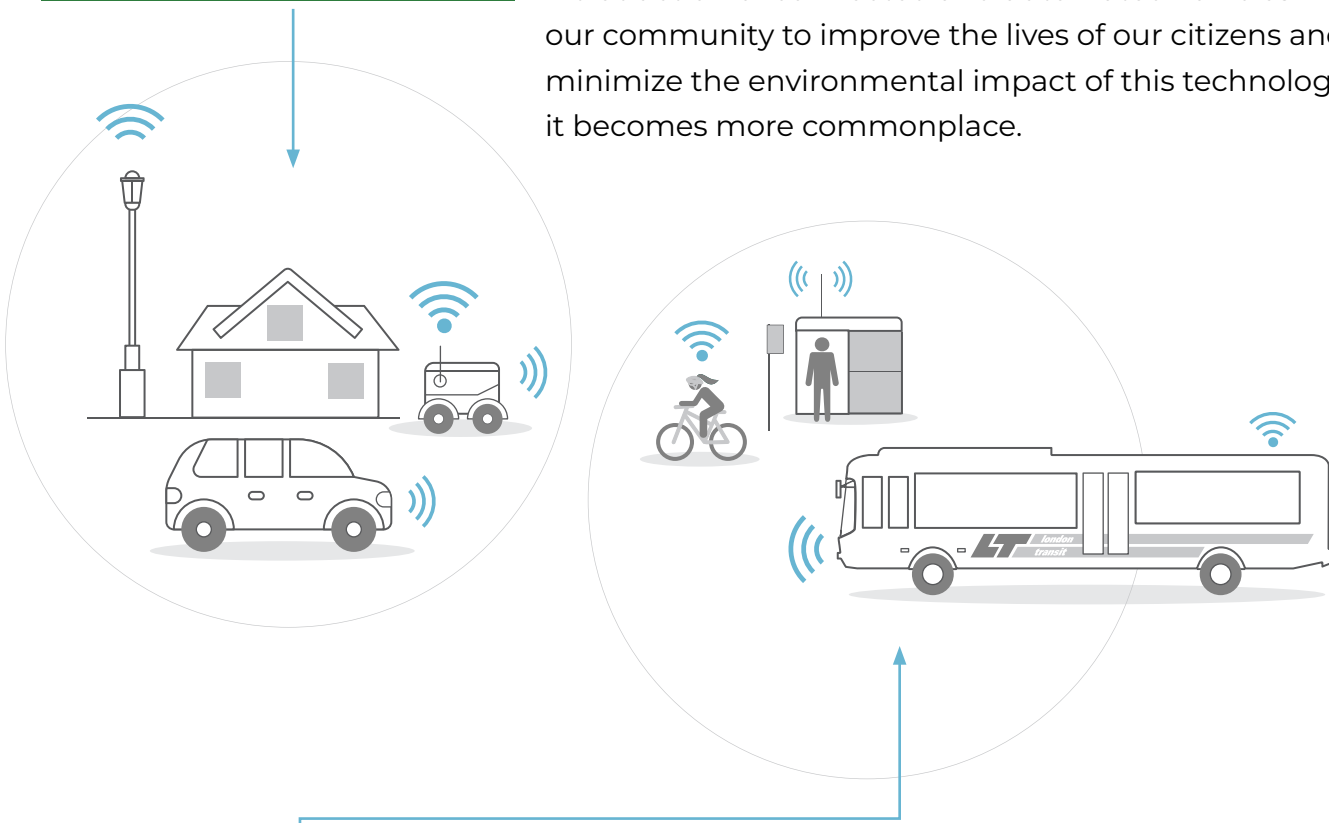 our community to improve the lives of our citizens and
minimize the environmental impact of this technolog
it becomes more commonplace.
LT london
transit